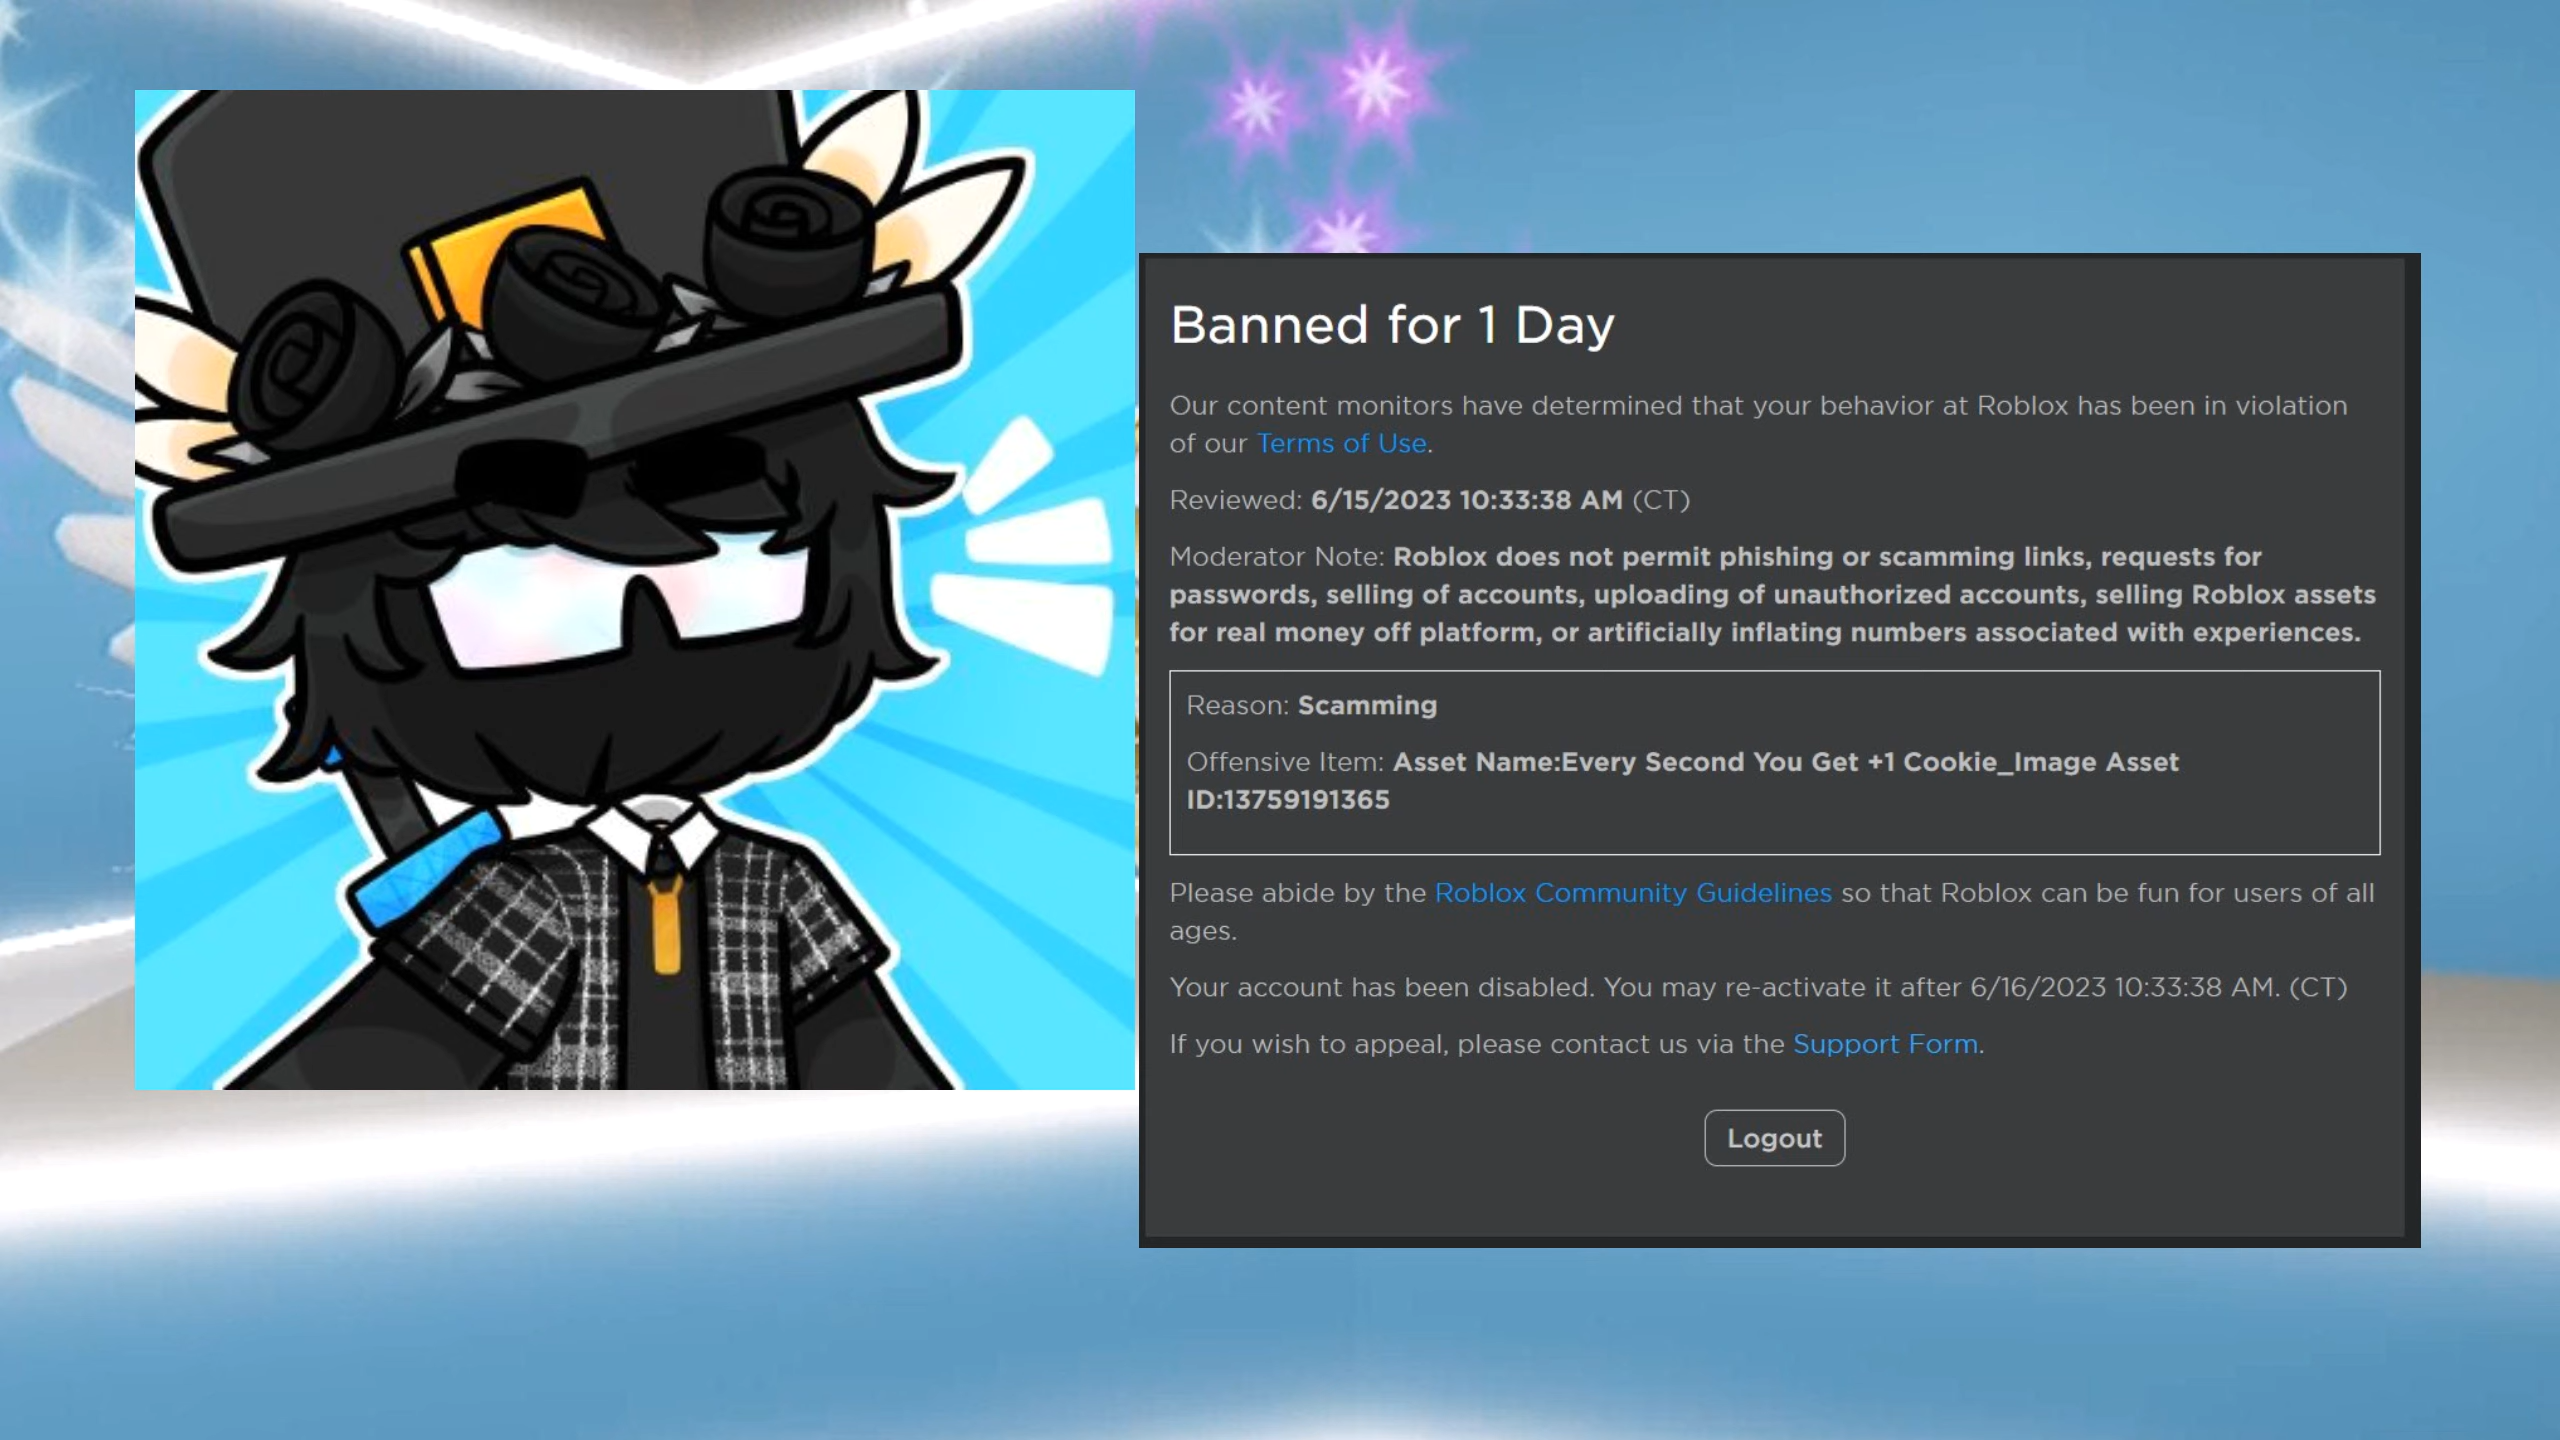 Banned for 1 Day
Our content monitors have determined that your behavior at Roblox has been in violation
of our Terms of Use.
Reviewed: 6/15/2023 10:33:38 AM (CT)
Moderator Note: Roblox does not permit phishing or scamming links, requests for
passwords, selling of accounts, uploading of unauthorized accounts, selling Roblox assets
for real money off platform, or artificially inflating numbers associated with experiences.
Reason: Scamming
Offensive Item: Asset Name:Every Second You Get +1 Cookie_Image Asset
ID:13759191365
Please abide by the Roblox Community Guidelines so that Roblox can be fun for users of all
ages.
Your account has been disabled. You may re-activate it after 6/16/2023 10:33:38 AM. (CT)
If you wish to appeal, please contact us via the Support Form.
Logout